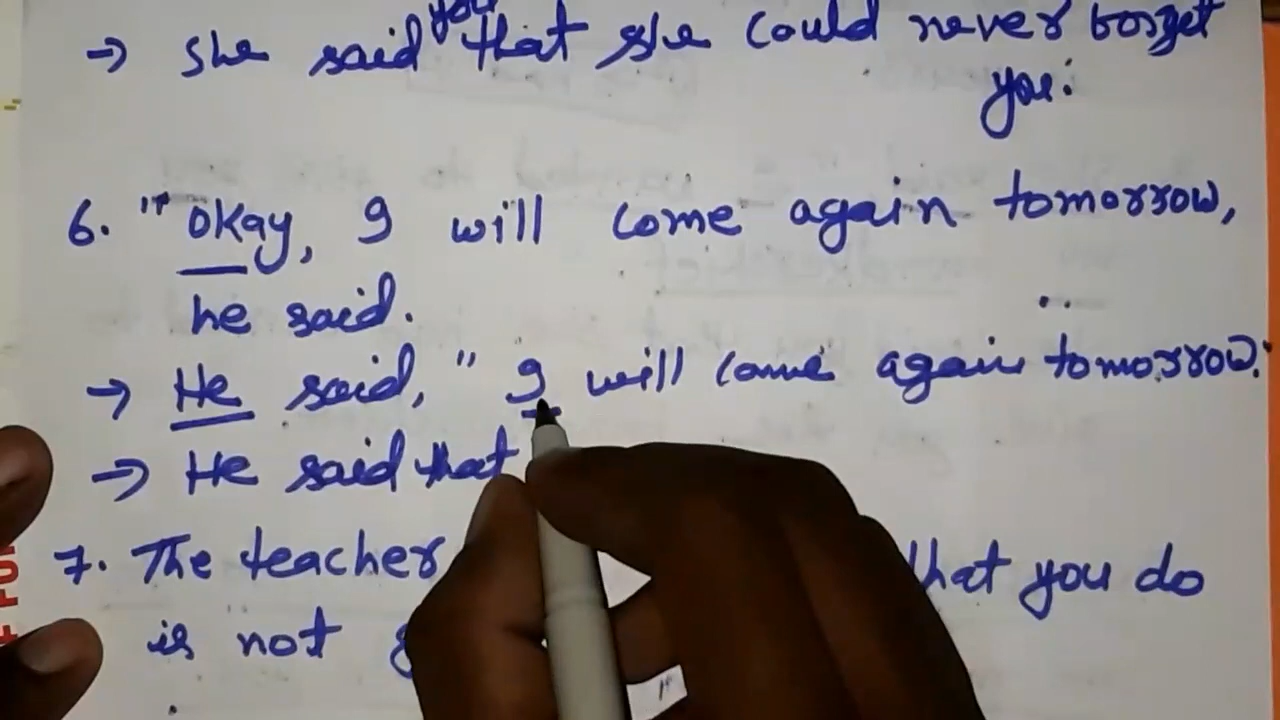 you
→ She said that she could never forget
you.
6. " Okay, I will come again tomorrow,
he said.
→ He said, " I will come again tomorrow.
→ He said that
7. The teacher that you do
is not